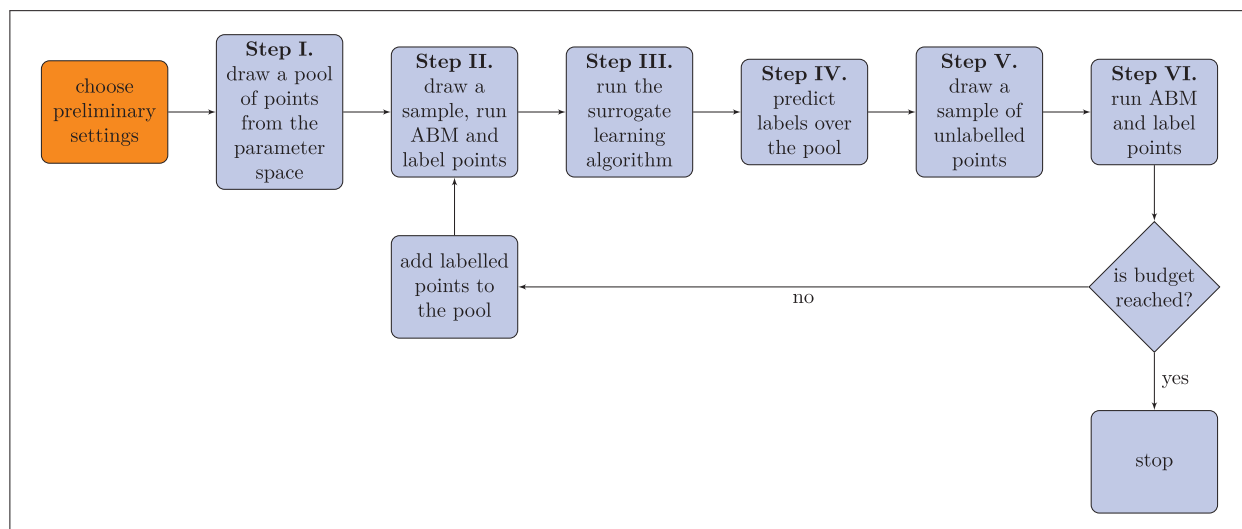 choose
preliminary
settings
Step I.
draw a pool
of points
from the
parameter
space
Step II.
draw a
sample, run
ABM and
label points
Step III.
run the
surrogate
learning
algorithm
Step IV.
predict
labels over
the pool
Step V.
draw a
sample of
unlabelled
points
Step VI.
run ABM
and label
points
is budget
reached?
no
add labelled
points to
the pool
yes
stop